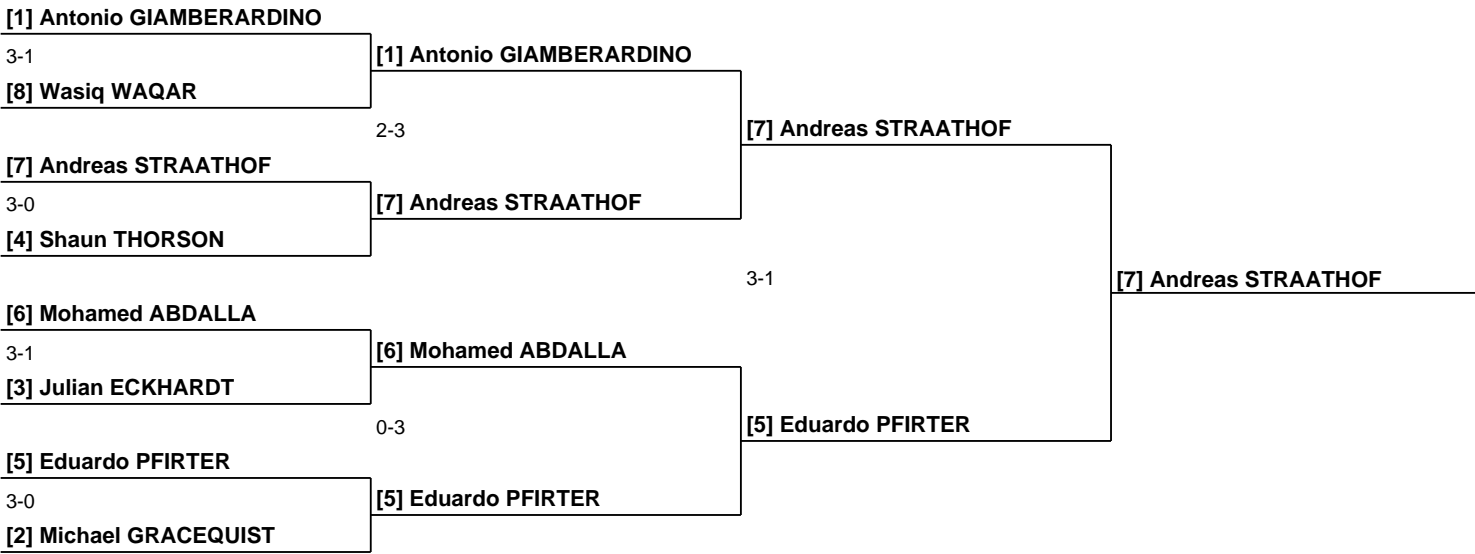 [1] Antonio GIAMBERARDINO
3-1
[8] Wasiq WAQAR
[1] Antonio GIAMBERARDINO
2-3
[7] Andreas STRAATHOF
3-0
[4] Shaun THORSON
[7] Andreas STRAATHOF
[7] Andreas STRAATHOF
3-1
[6] Mohamed ABDALLA
3-1
[3] Julian ECKHARDT
[6] Mohamed ABDALLA
0-3
[5] Eduardo PFIRTER
3-0
[2] Michael GRACEQUIST
[5] Eduardo PFIRTER
[5] Eduardo PFIRTER
[7] Andreas STRAATHOF